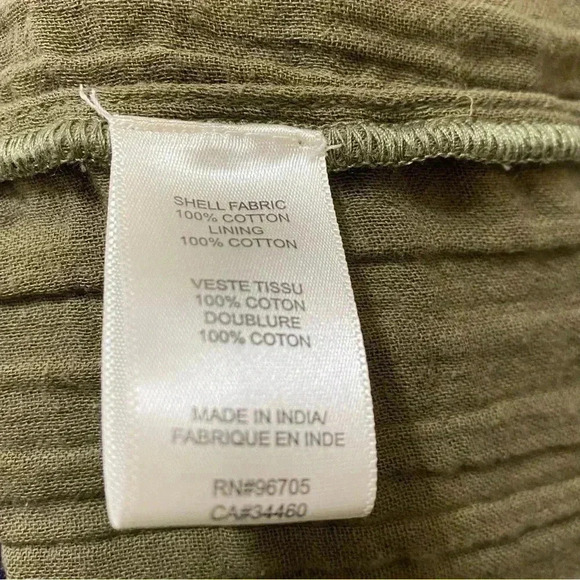 SHELL FABRIC
100% COTTON
LINING
100% COTTON
VESTE TISSU
100% COTON
DOUBLURE
100% COTON
MADE IN INDIA/
FABRIQUE EN INDE
RN#96705
CA#34460